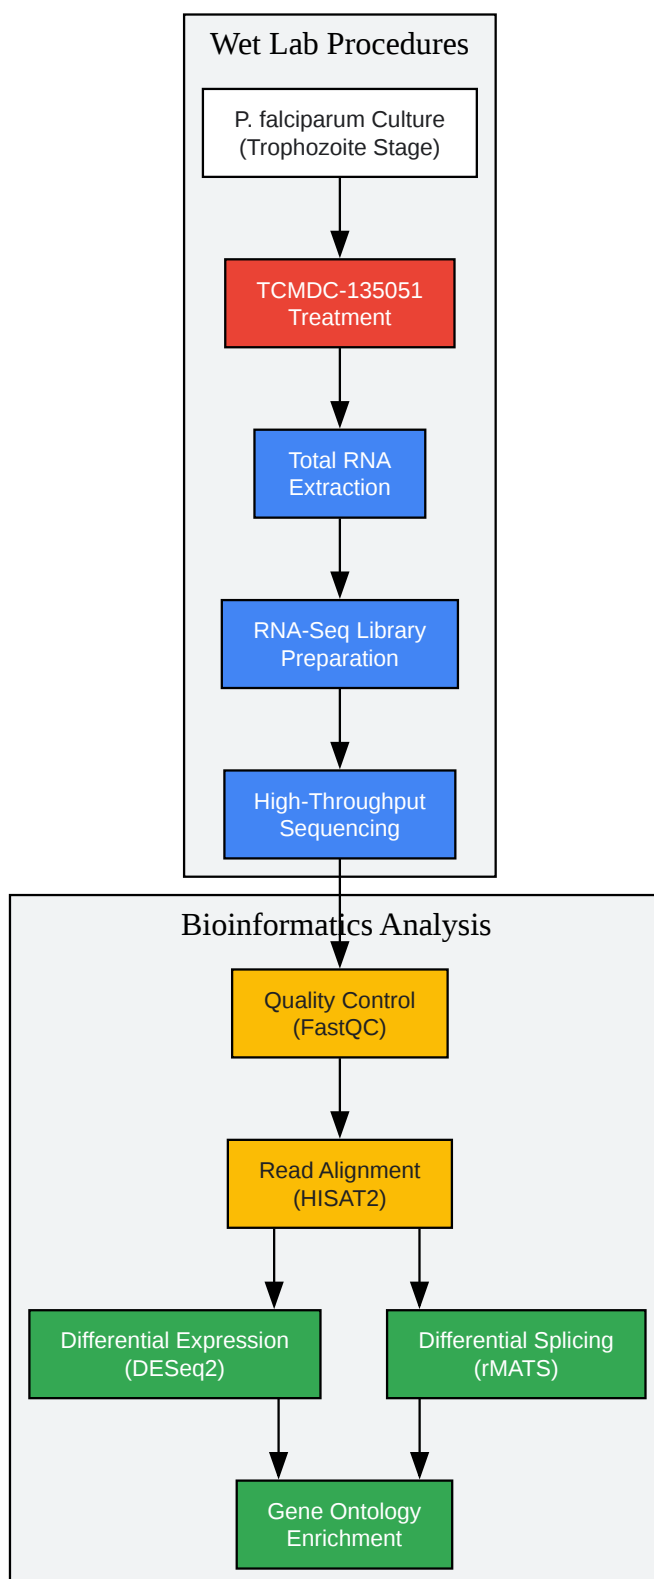 Wet Lab Procedures
P. falciparum Culture
(Trophozoite Stage)
TCMDC-135051
Treatment
Total RNA
Extraction
RNA-Seq Library
Preparation
High-Throughput
Sequencing
Bioinformatics Analysis
Quality Control
(FastQC)
Read Alignment
(HISAT2)
Differential Expression
(DESeq2)
Differential Splicing
(rMATS)
Gene Ontology
Enrichment